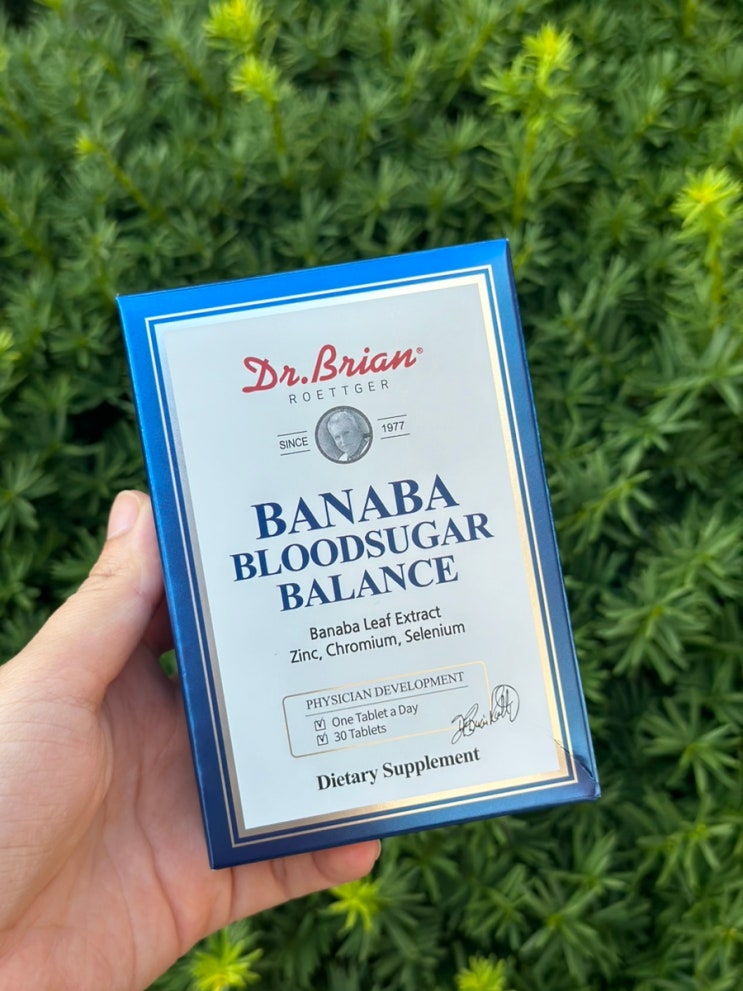 Dr.Brian®
ROETTGER
SINCE 1977
BANABA
BLOODSUGAR
BALANCE
Banaba Leaf Extract
Zinc, Chromium, Selenium
PHYSICIAN DEVELOPMENT
One Tablet a Day
30 Tablets
Dietary Supplement